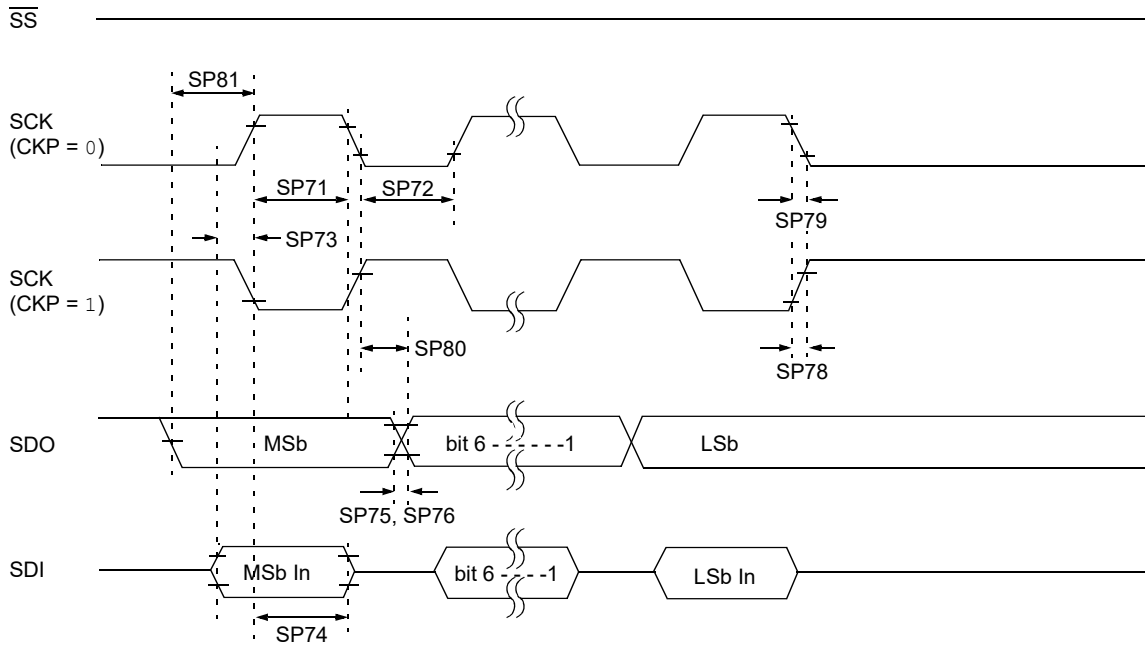 SS
SP81
SCK
(CKP = 0)
SP71
SP72
SP79
SP73
SCK
(CKP = 1)
SP80
SP78
SDO
MSb
bit 6 - - - - - - -1
LSb
SP75, SP76
SDI
MSb In
bit 6 - - - - -1
LSb In
SP74